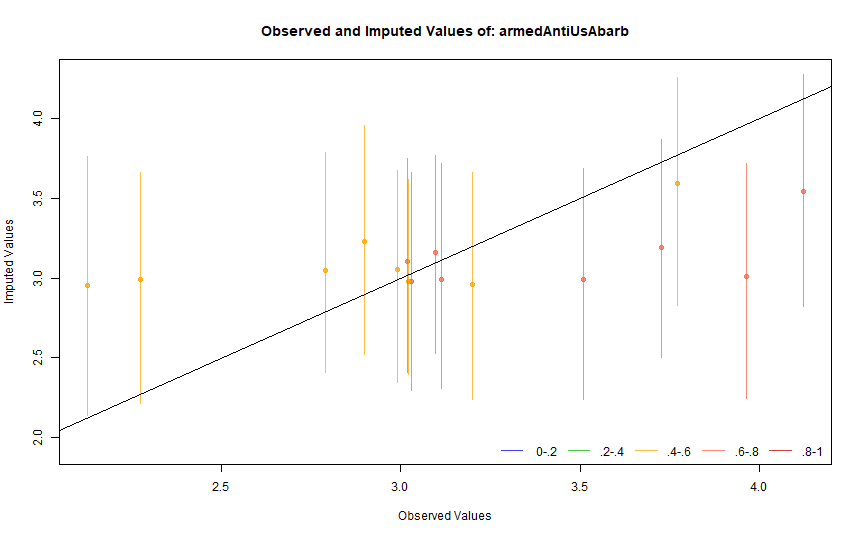 Observed and Imputed Values of: armedAntiUsAbarb
Imputed Values
4.0
3.5
3.0
2.5
2.0
0-.2 .2-.4 .4-.6 .6-.8 .8-1
2.5 3.0 3.5 4.0
Observed Values